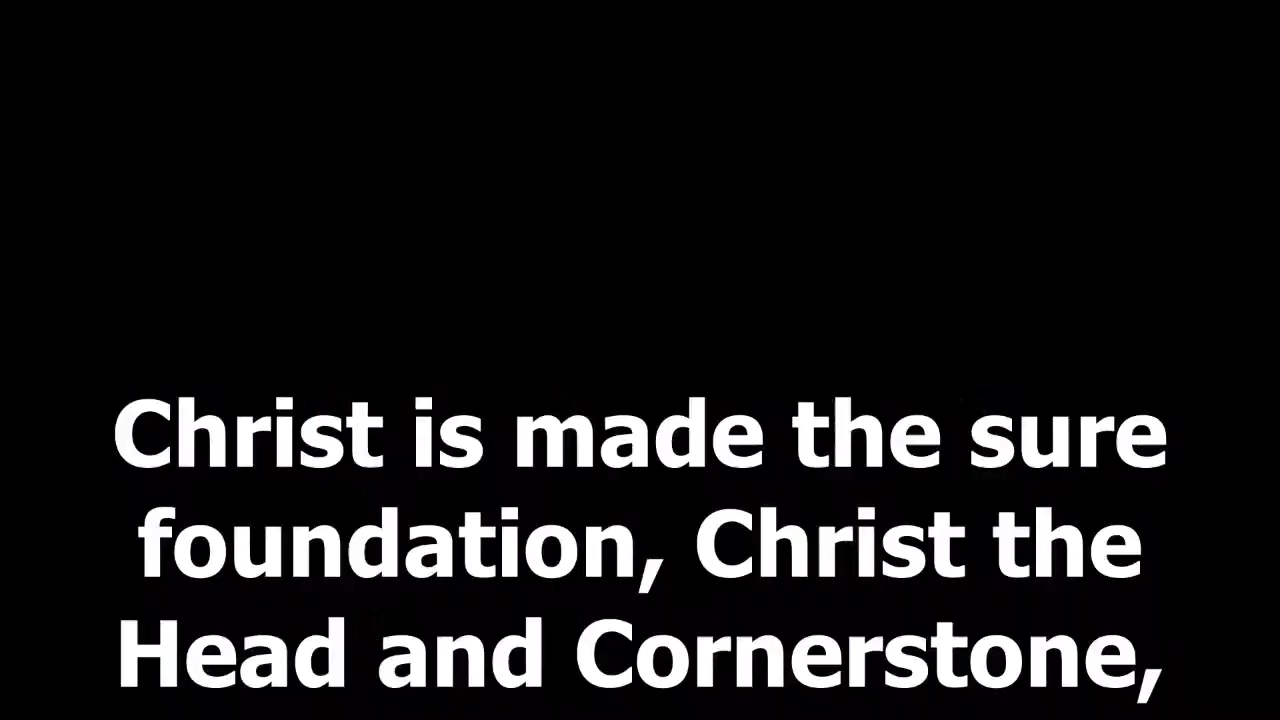 Christ is made the sure
foundation, Christ the
Head and Cornerstone,